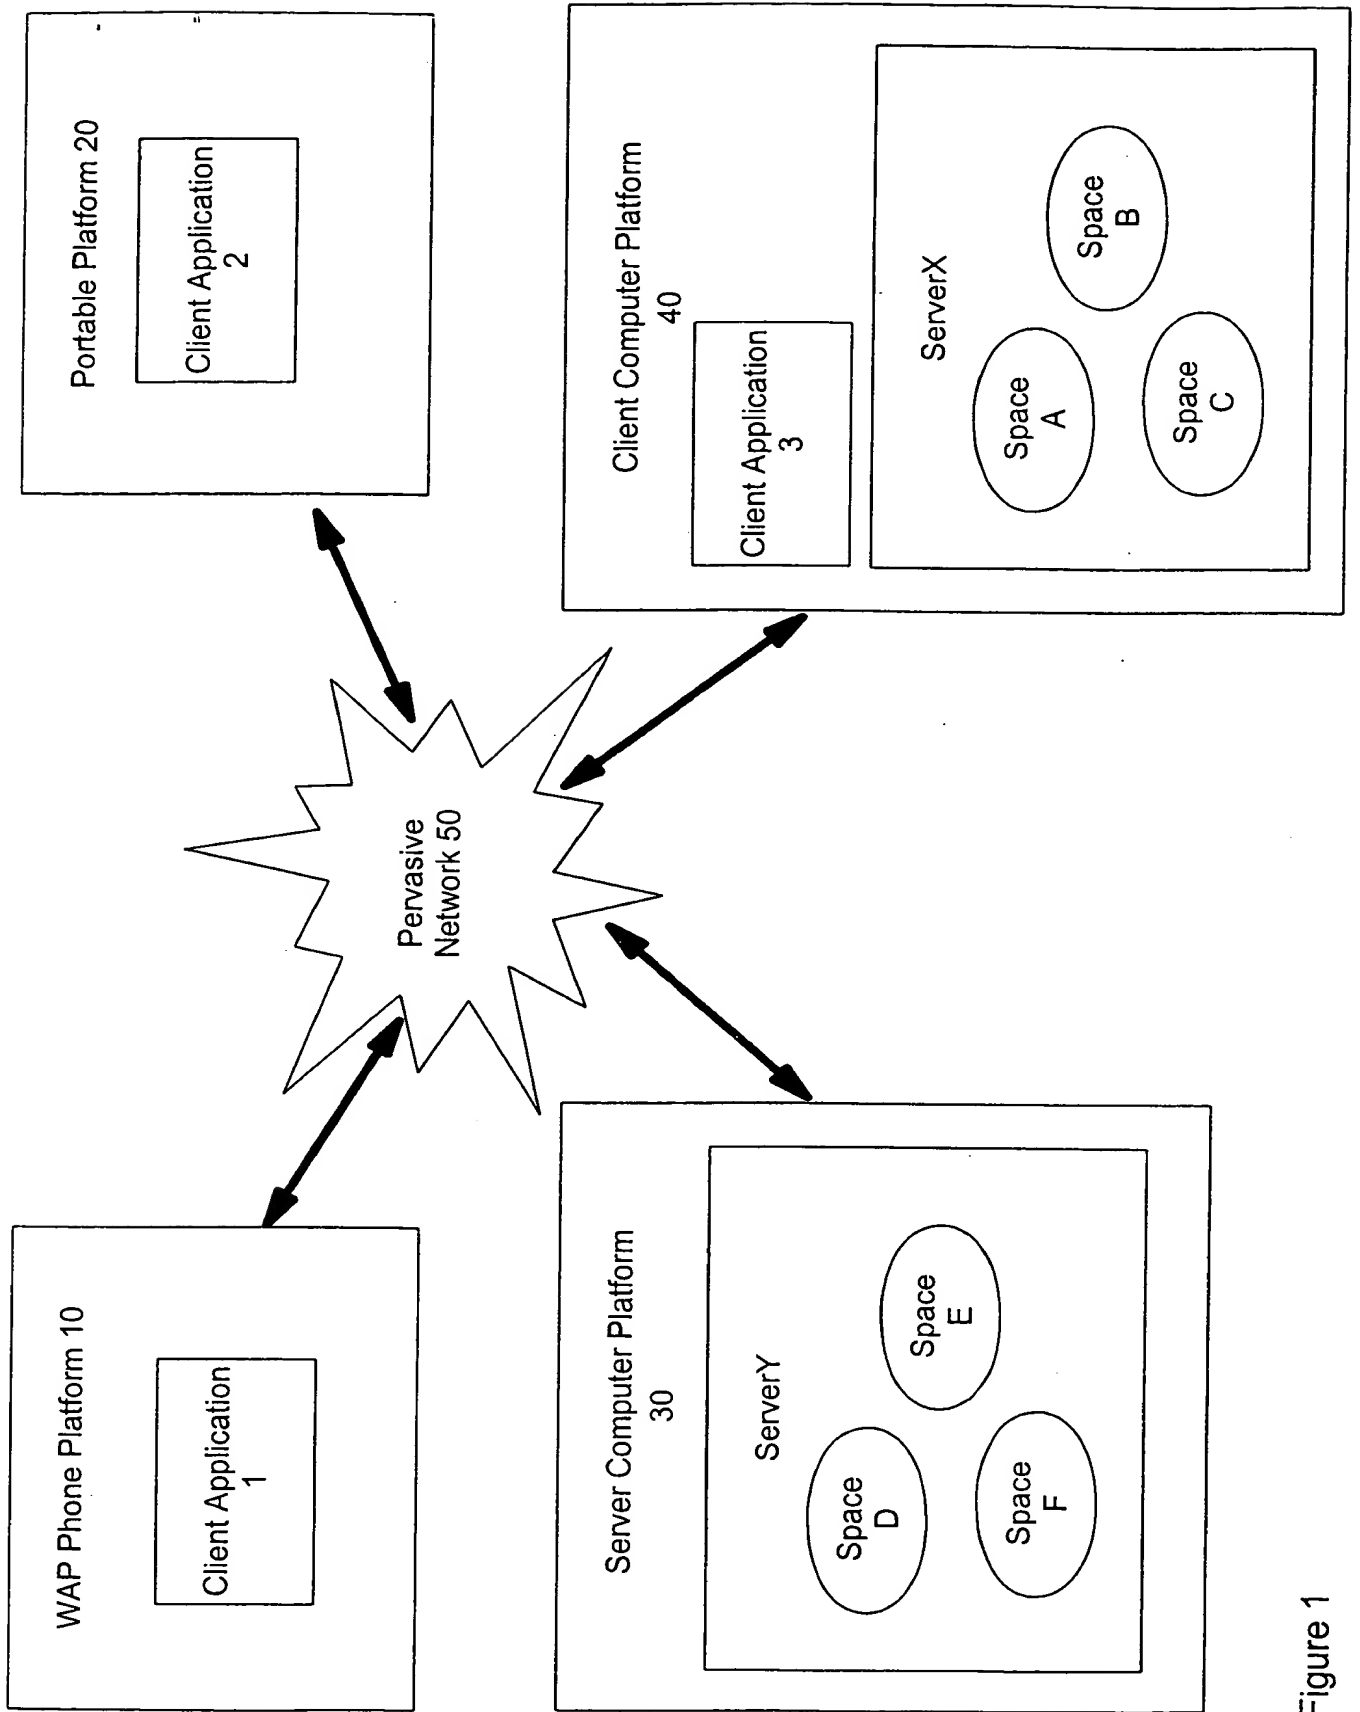 WAP Phone Platform 10
Client Application
1
Portable Platform 20
Client Application
2
Pervasive
Network 50
Server Computer Platform
30
ServerY
Space
D
Space
E
Space
F
Client Computer Platform
40
Client Application
3
ServerX
Space
A
Space
B
Space
C
Figure 1